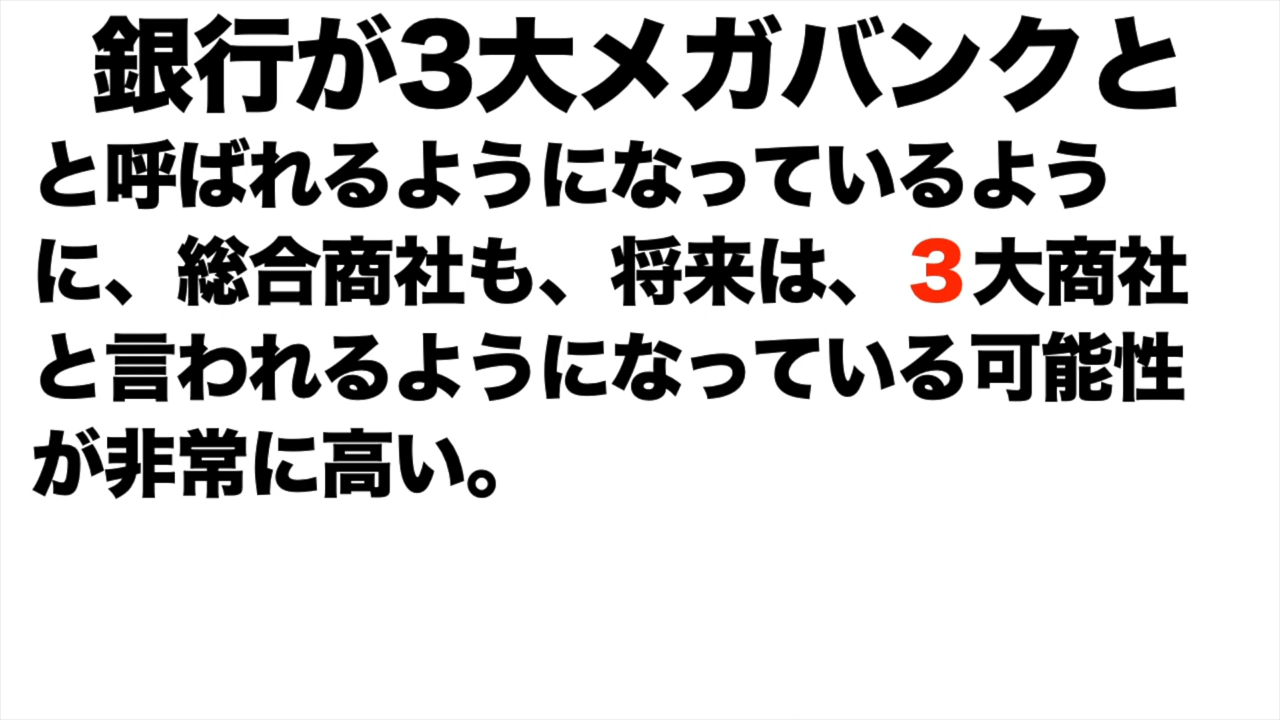 銀行が3大メガバンクと
と呼ばれるようになっているよう
に、総合商社も、将来は、３大商社
と言われるようになっている可能性
が非常に高い。